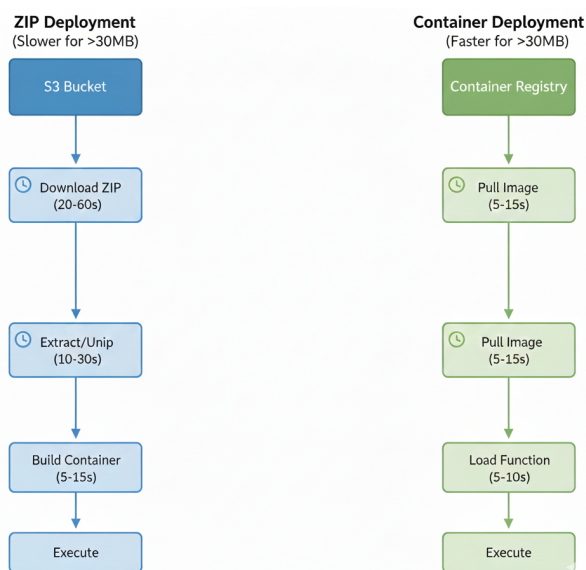 ZIP Deployment
(Slower for >30MB)
S3 Bucket
Download ZIP
(20-60s)
Extract/Unip
(10-30s)
Build Container
(5-15s)
Execute
Container Deployment
(Faster for >30MB)
Container Registry
Pull Image
(5-15s)
Pull Image
(5-15s)
Load Function
(5-10s)
Execute